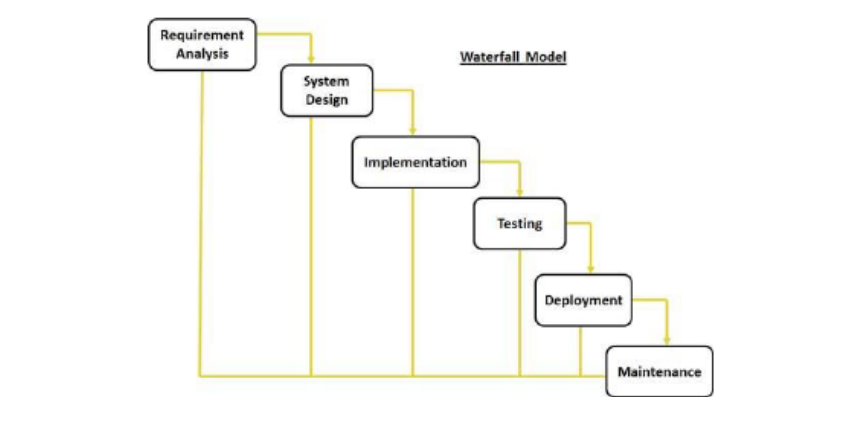 Requirement
Analysis
Waterfall Model
System
Design
Implementation
Testing
Deployment
Maintenance